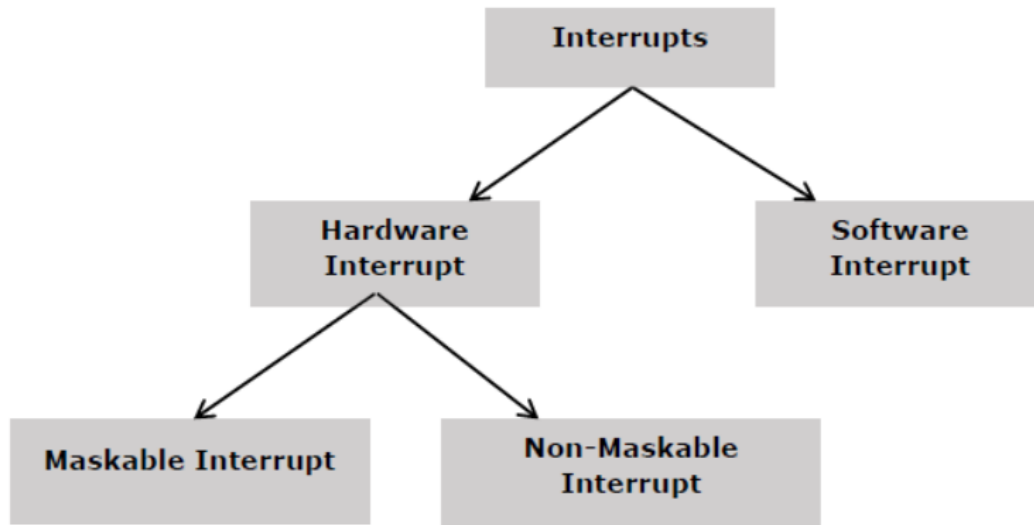 Interrupts
Hardware
Interrupt
Software
Interrupt
Maskable Interrupt
Non-Maskable
Interrupt